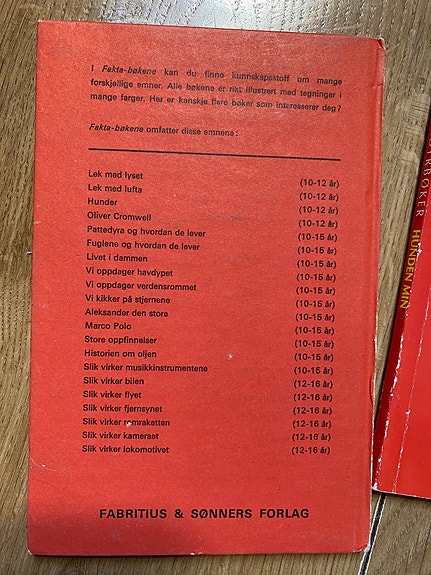 I Fakta-bøkene kan du finne kunnskapsstoff om mange
forskjellige emner. Alle bøkene er rikt illustrert med tegninger i
mange farger. Her er kanskje flere bøker som interesserer deg?
Fakta-bøkene omfatter disse emnene:
Lek med lyset (10-12 år)
Lek med lufta (10-12 år)
Hunder (10-12 år)
Oliver Cromwell (10-12 år)
Pattedyra og hvordan de lever (10-15 år)
Fuglene og hvordan de lever (10-15 år)
Livet i dammen (10-15 år)
Vi oppdager havdypet (10-15 år)
Vi oppdager verdensrommet (10-15 år)
Vi kikker på stjernene (10-15 år)
Aleksander den store (10-15 år)
Marco Polo (10-15 år)
Store oppfinnelser (10-15 år)
Historien om oljen (10-15 år)
Slik virker musikkinstrumentene (10-15 år)
Slik virker bilen (12-16 år)
Slik virker flyet (12-16 år)
Slik virker fjernsynet (12-16 år)
Slik virker romraketten (12-16 år)
Slik virker kameraet (12-16 år)
Slik virker lokomotivet (12-16 år)
FABRITIUS & SØNNERS FORLAG
HUNDEN MIN